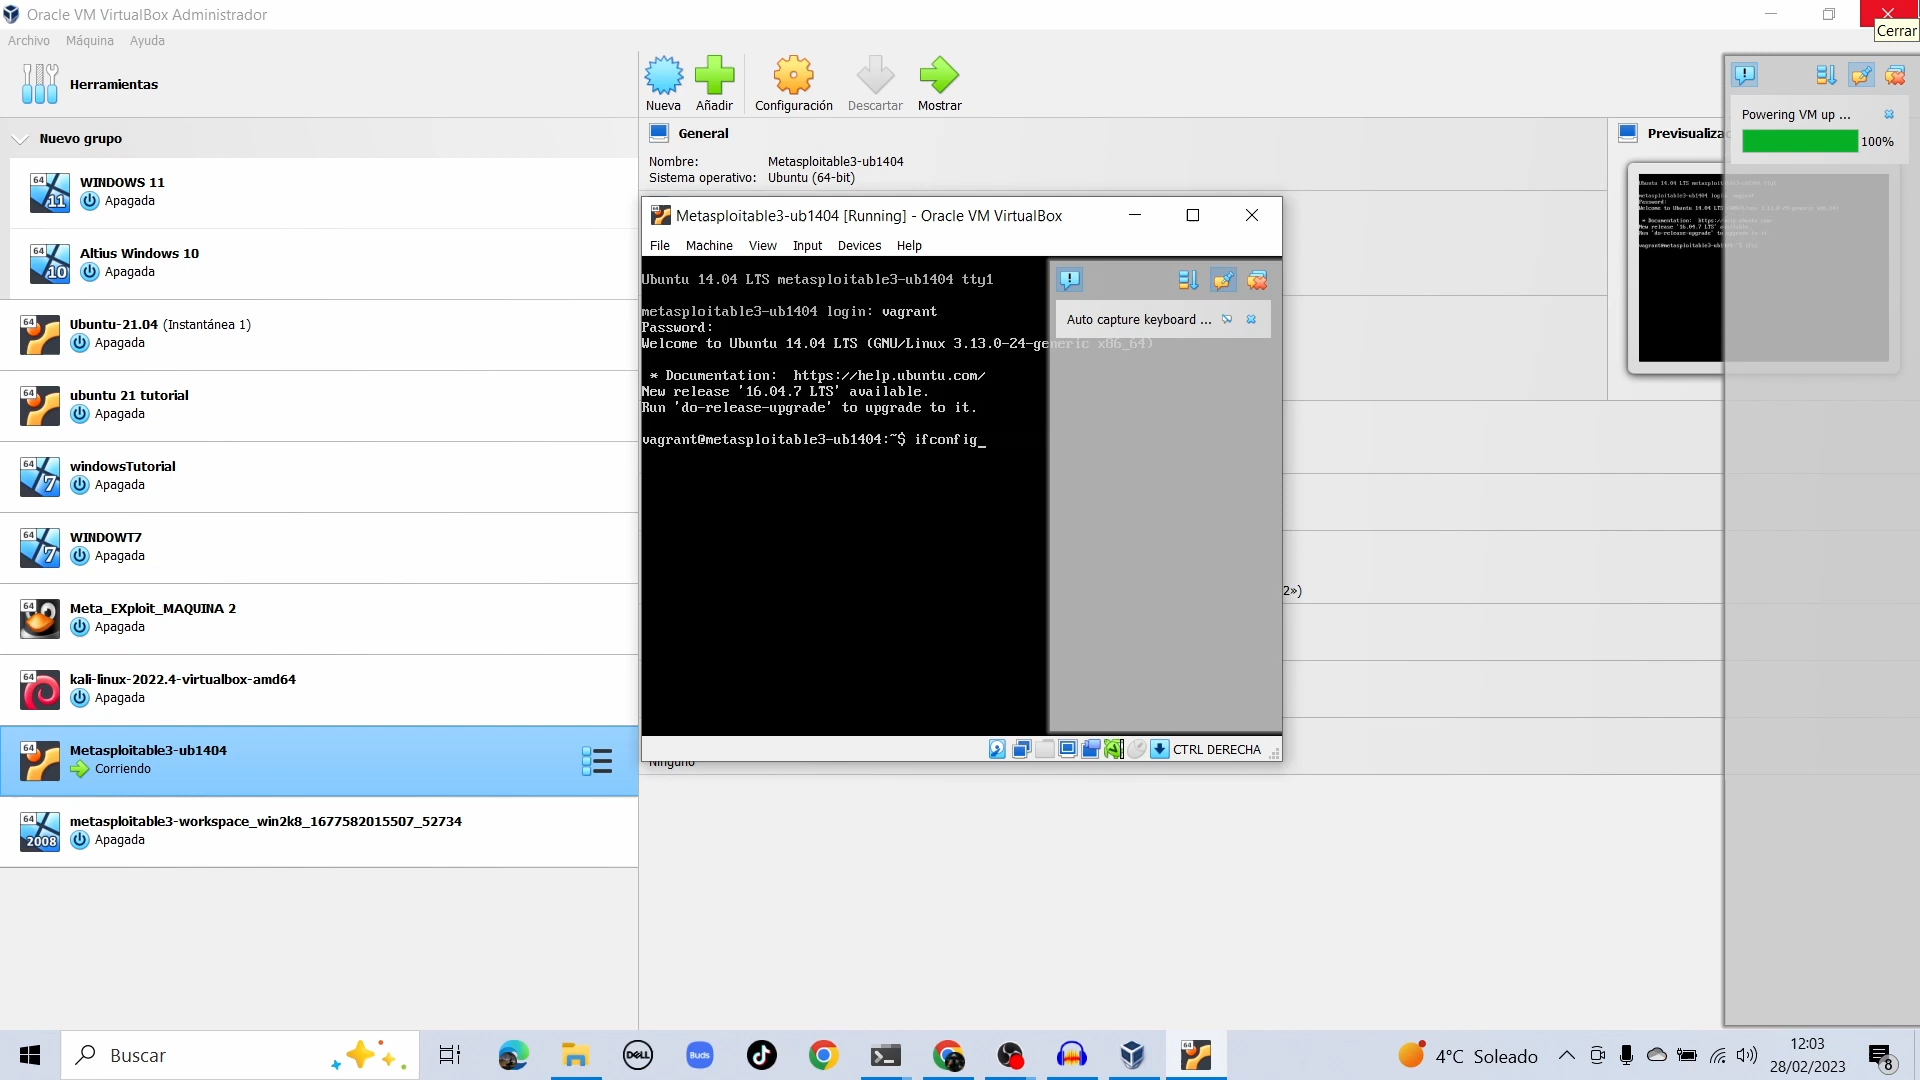 Oracle VM VirtualBox Administrador
Cerrar
Archivo Máquina Ayuda
Herramientas
Nueva Añadir Configuración Descartar Mostrar
Nuevo grupo
WINDOWS 11
Apagada
Altius Windows 10
Apagada
Ubuntu-21.04 (Instantánea 1)
Apagada
ubuntu 21 tutorial
Apagada
windowsTutorial
Apagada
WINDOWT7
Apagada
Meta_EXploit_MAQUINA 2
Apagada
kali-linux-2022.4-virtualbox-amd64
Apagada
Metasploitable3-ub1404
Corriendo
metasploitable3-workspace_win2k8_1677582015507_52734
Apagada
General
Nombre: Metasploitable3-ub1404
Sistema operativo: Ubuntu (64-bit)
Previsualizac
Powering VM up ...
100%
Metasploitable3-ub1404 [Running] - Oracle VM VirtualBox
File Machine View Input Devices Help
Ubuntu 14.04 LTS metasploitable3-ub1404 tty1
metasploitable3-ub1404 login: vagrant
Password:
Welcome to Ubuntu 14.04 LTS (GNU/Linux 3.13.0-24-generic x86_64)
* Documentation: https://help.ubuntu.com/
New release '16.04.7 LTS' available.
Run 'do-release-upgrade' to upgrade to it.
vagrant@metasploitable3-ub1404:~$ ifconfig_
Auto capture keyboard ...
2»)
CTRL DERECHA
Ninguno
Buscar
DELL
Buds
4°C Soleado
12:03
28/02/2023
8